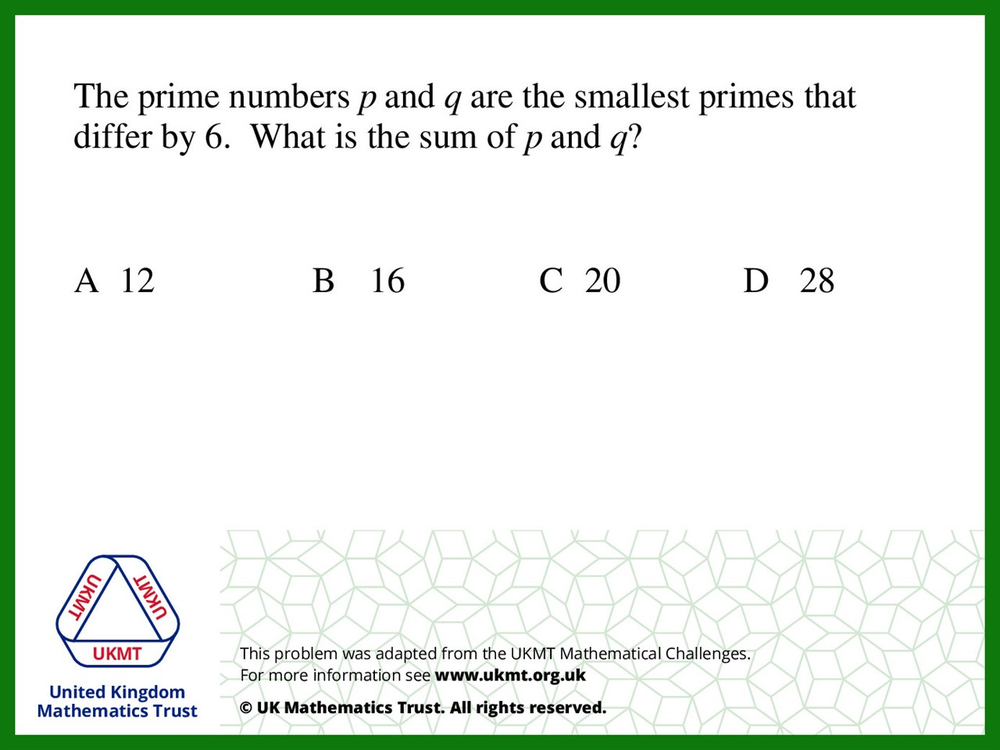 The prime numbers p and q are the smallest primes that
differ by 6. What is the sum of p and q?
A 12 B 16 C 20 D 28
UKMT UKMT
UKMT
United Kingdom
Mathematics Trust
This problem was adapted from the UKMT Mathematical Challenges.
For more information see www.ukmt.org.uk
© UK Mathematics Trust. All rights reserved.